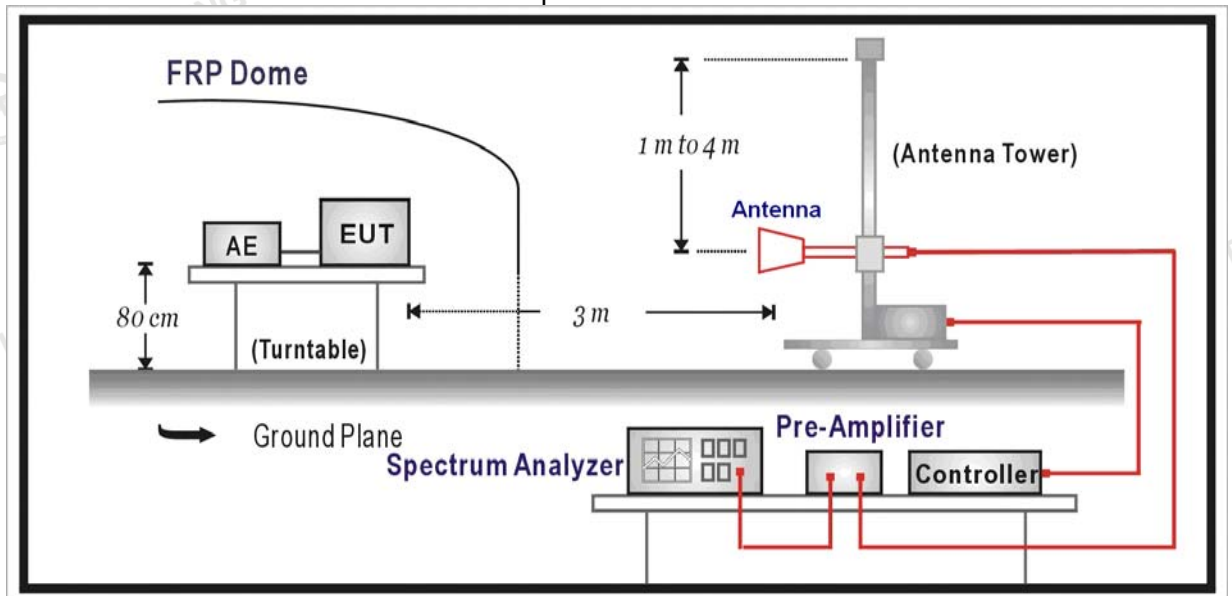 FRP Dome
1 m to 4 m
(Antenna Tower)
Antenna
AE
EUT
80 cm
3 m
(Turntable)
Ground Plane
Pre-Amplifier
Spectrum Analyzer
Controller